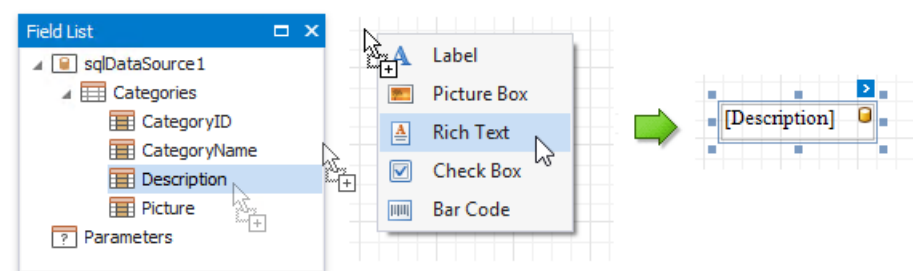 Field List
sqlDataSource1
Categories
CategoryID
CategoryName
Description
Picture
? Parameters
Label
Picture Box
Rich Text
Check Box
Bar Code
[Description]